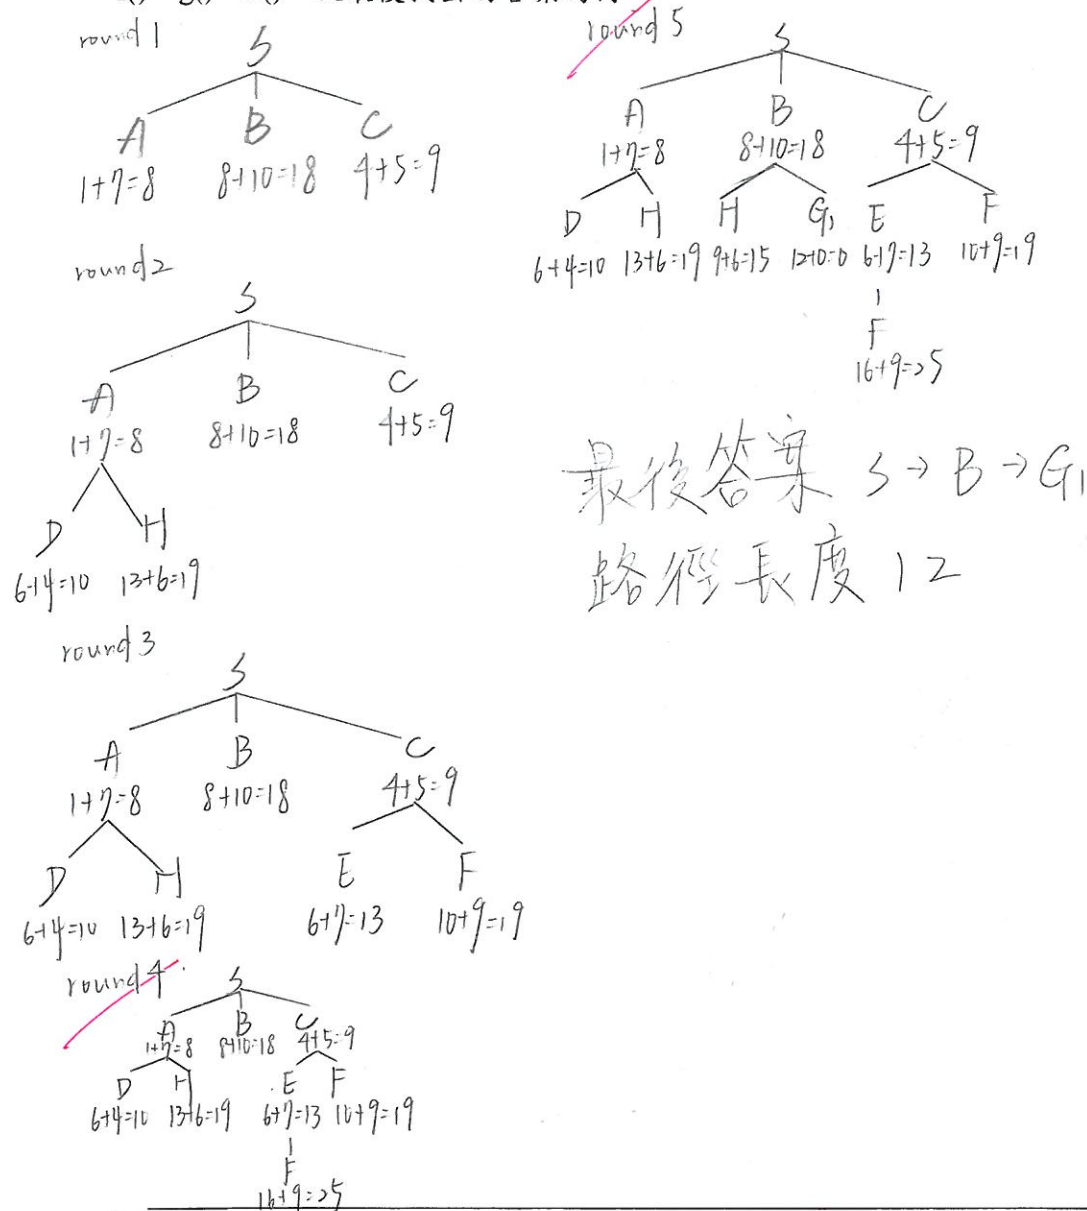 round 1
S
A B C
1+7=8 8+10=18 4+5=9
round 2
S
A B C
1+7=8 8+10=18 4+5=9
D H
6+4=10 13+6=19
round 3
S
A B C
1+7=8 8+10=18 4+5=9
D H E F
6+4=10 13+6=19 6+7=13 10+9=19
round 4
S
A B C
1+7=8 8+10=18 4+5=9
D H E F
6+4=10 13+6=19 6+7=13 10+9=19
F
16+9=25
round 5
S
A B C
1+7=8 8+10=18 4+5=9
D H H G1 E F
6+4=10 13+6=19 9+6=15 12+0=0 6+7=13 10+9=19
F
16+9=25
最後答案 S→B→G1
路徑長度 12